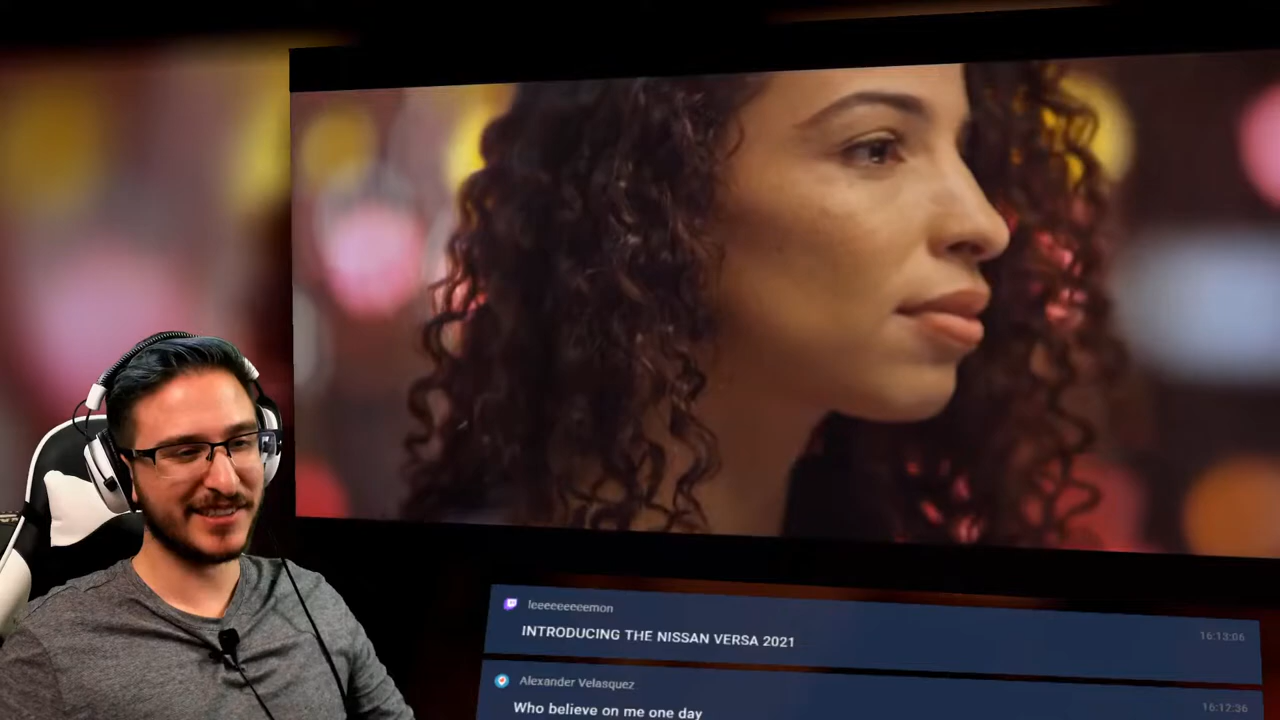 leeeeeeeemon
16:13:06
INTRODUCING THE NISSAN VERSA 2021
Alexander Velasquez
16:12:36
Who believe on me one day